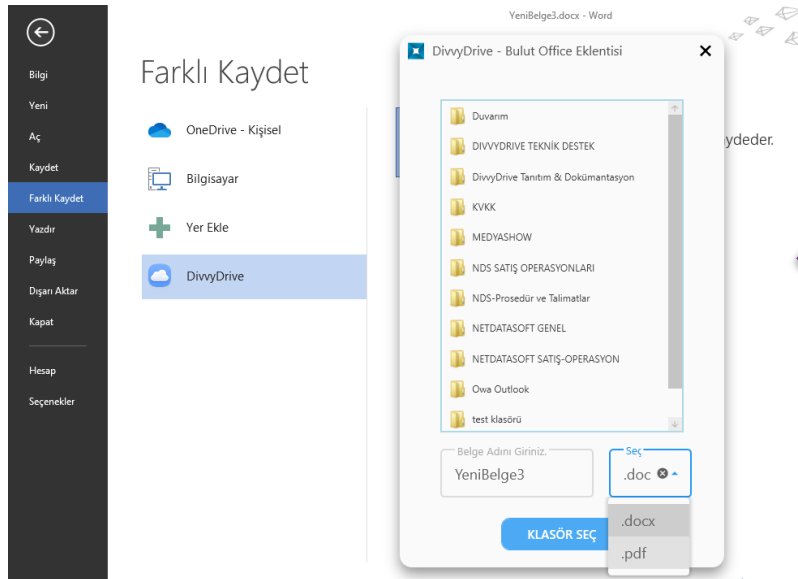 YeniBelge3.docx - Word
Bilgi
Yeni
Aç
Kaydet
Farklı Kaydet
Yazdır
Paylaş
Dışarı Aktar
Kapat
Hesap
Seçenekler
Farklı Kaydet
OneDrive - Kişisel
Bilgisayar
Yer Ekle
DivvyDrive
ydeder.
DivvyDrive - Bulut Office Eklentisi
Duvarım
DIVVYDRIVE TEKNİK DESTEK
DivvyDrive Tanıtım & Dokümantasyon
KVKK
MEDYASHOW
NDS SATIŞ OPERASYONLARI
NDS-Prosedür ve Talimatlar
NETDATASOFT GENEL
NETDATASOFT SATIŞ-OPERASYON
Owa Outlook
test klasörü
Belge Adını Giriniz.
YeniBelge3
Seç
.doc
.docx
.pdf
KLASÖR SEÇ